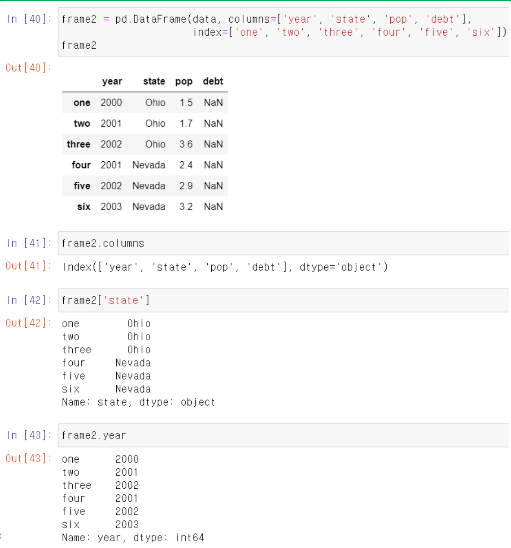 In [40]: frame2 = pd.DataFrame(data, columns=['year', 'state', 'pop', 'debt'],
index=['one', 'two', 'three', 'four', 'five', 'six'])
frame2
Out[40]:
year state pop debt
one 2000 Ohio 1.5 NaN
two 2001 Ohio 1.7 NaN
three 2002 Ohio 3.6 NaN
four 2001 Nevada 2.4 NaN
five 2002 Nevada 2.9 NaN
six 2003 Nevada 3.2 NaN
In [41]: frame2.columns
Out[41]: Index(['year', 'state', 'pop', 'debt'], dtype='object')
In [42]: frame2['state']
Out[42]: one Ohio
two Ohio
three Ohio
four Nevada
five Nevada
six Nevada
Name: state, dtype: object
In [43]: frame2.year
Out[43]: one 2000
two 2001
three 2002
four 2001
five 2002
six 2003
Name: year, dtype: int64